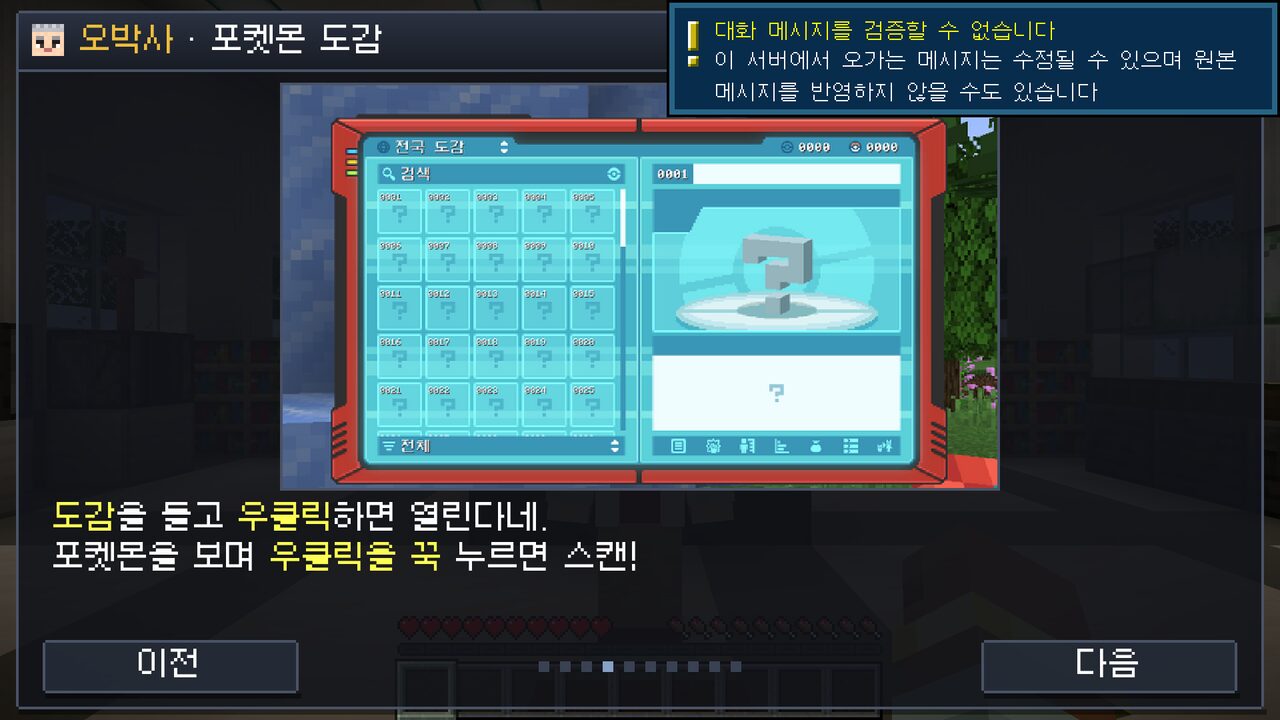 오박사 · 포켓몬 도감
대화 메시지를 검증할 수 없습니다
이 서버에서 오가는 메시지는 수정될 수 있으며 원본
메시지를 반영하지 않을 수도 있습니다
전국 도감
0000 0000
검색
0001
0001 0002 0003 0004 0005
? ? ? ? ?
0006 0007 0008 0009 0010
? ? ? ? ?
0011 0012 0013 0014 0015
? ? ? ? ?
0016 0017 0018 0019 0020
? ? ? ? ?
0021 0022 0023 0024 0025
? ? ? ? ?
전체
?
?
도감을 들고 우클릭하면 열린다네.
포켓몬을 보며 우클릭을 꾹 누르면 스캔!
이전
다음